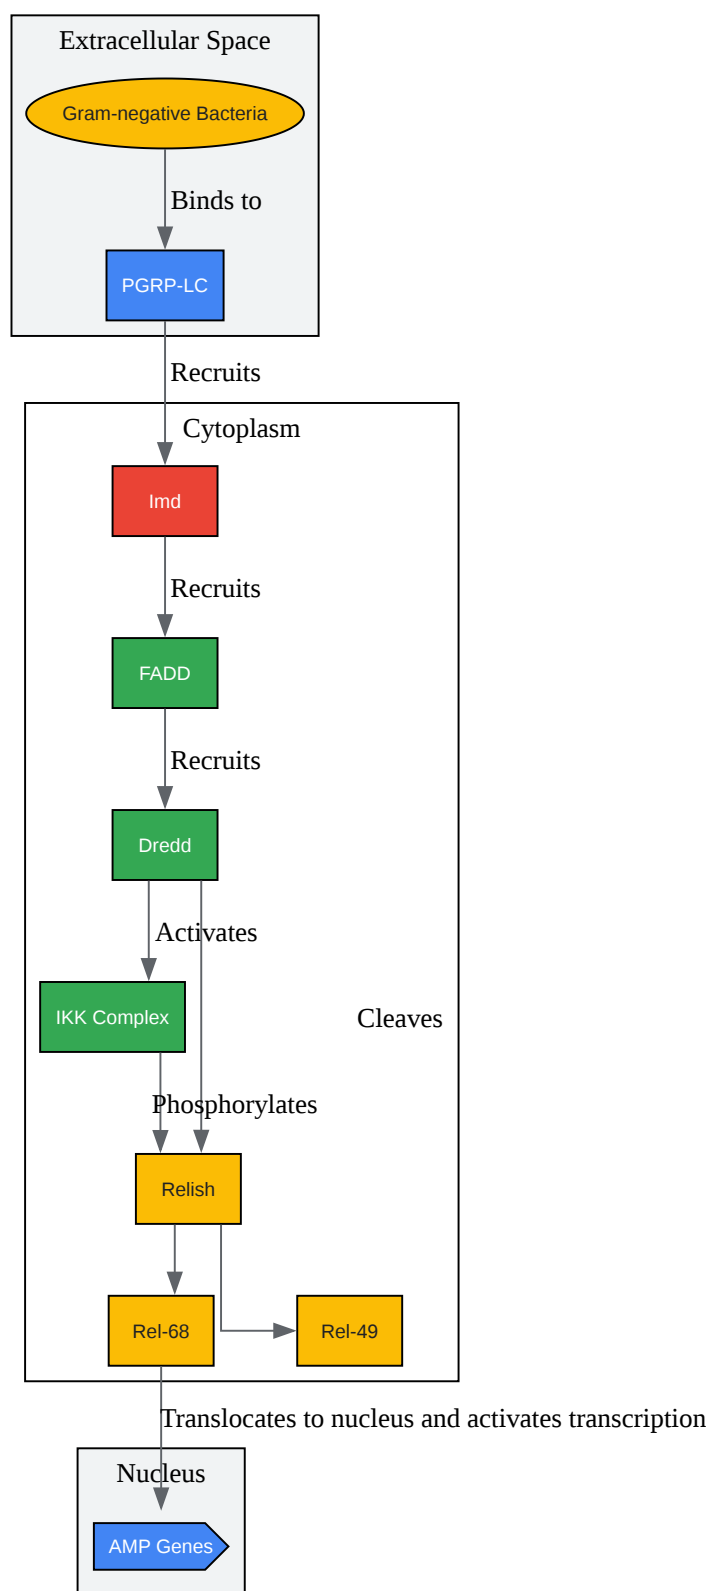 Extracellular Space
Gram-negative Bacteria
Binds to
PGRP-LC
Recruits
Cytoplasm
Imd
Recruits
FADD
Recruits
Dredd
Activates
IKK Complex
Cleaves
Phosphorylates
Relish
Rel-68
Rel-49
Translocates to nucleus and activates transcription
Nucleus
AMP Genes